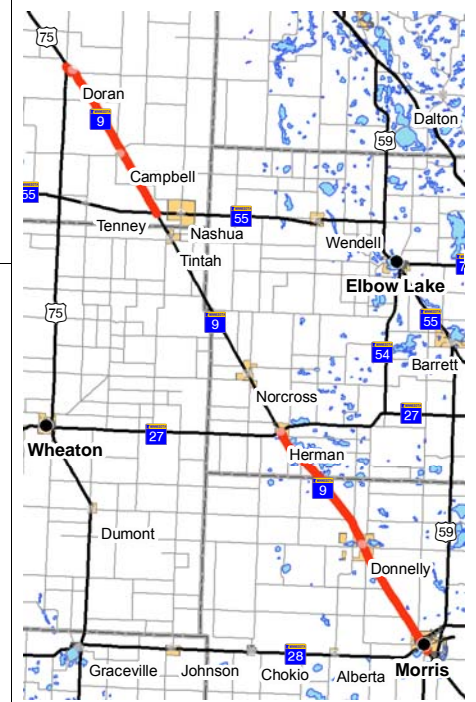 75
Doran
9
Dalton
59
Campbell
55
55
Tenney
Nashua
Wendell
Tintah
Elbow Lake
7
75
9
55
54
Barrett
Norcross
27
27
Wheaton
Herman
9
Dumont
59
Donnelly
28
Morris
Graceville
Johnson
Chokio
Alberta